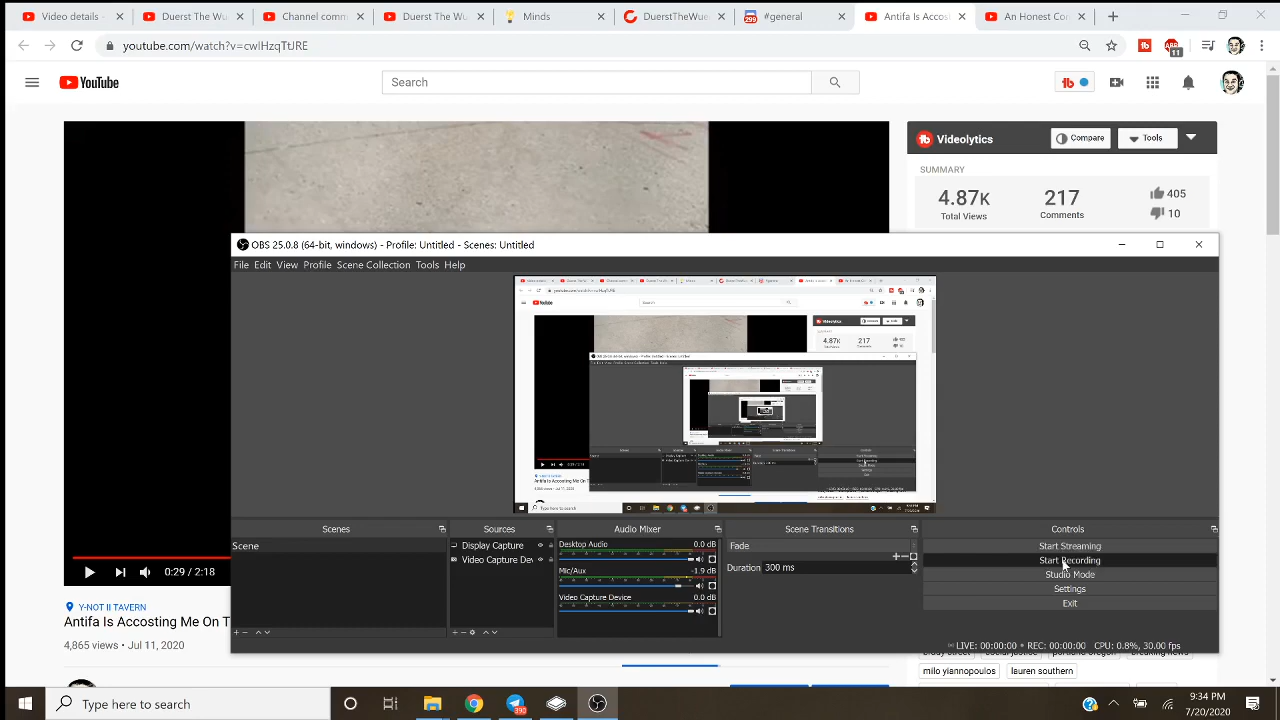 Video details -
Duerst The Wu
Channel comm
Duerst The Wu
Minds
DuerstTheWue
299
#general
Antifa Is Accos
An Honest Con
youtube.com/watch?v=cwlHzqTtJRE
11
YouTube
Search
Videolytics
Compare
Tools
SUMMARY
4.87K
217
405
Total Views
Comments
10
OBS 25.0.8 (64-bit, windows) - Profile: Untitled - Scenes: Untitled
File Edit View Profile Scene Collection Tools Help
Scenes
Sources
Audio Mixer
Scene Transitions
Controls
Scene
Display Capture
Video Capture Dev
Desktop Audio
0.0 dB
Mic/Aux
-1.9 dB
Video Capture Device
0.0 dB
Fade
Duration 300 ms
Start Streaming
Start Recording
Studio Mode
Settings
Exit
LIVE: 00:00:00
REC: 00:00:00
CPU: 0.8%, 30.00 fps
0:29 / 2:18
Y-NOT II TAVERN
Antifa Is Accosting Me On T
4,865 views • Jul 11, 2020
milo yiannopoulos
lauren southern
Type here to search
390
9:34 PM
7/20/2020